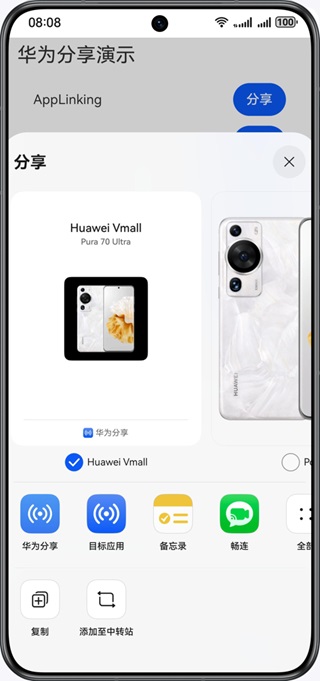 08:08
100
华为分享演示
AppLinking
分享
分享
Huawei Vmall
Pura 70 Ultra
HUAWEI
华为分享
Huawei Vmall
Pe
华为分享
目标应用
备忘录
畅连
全部
复制
添加至中转站